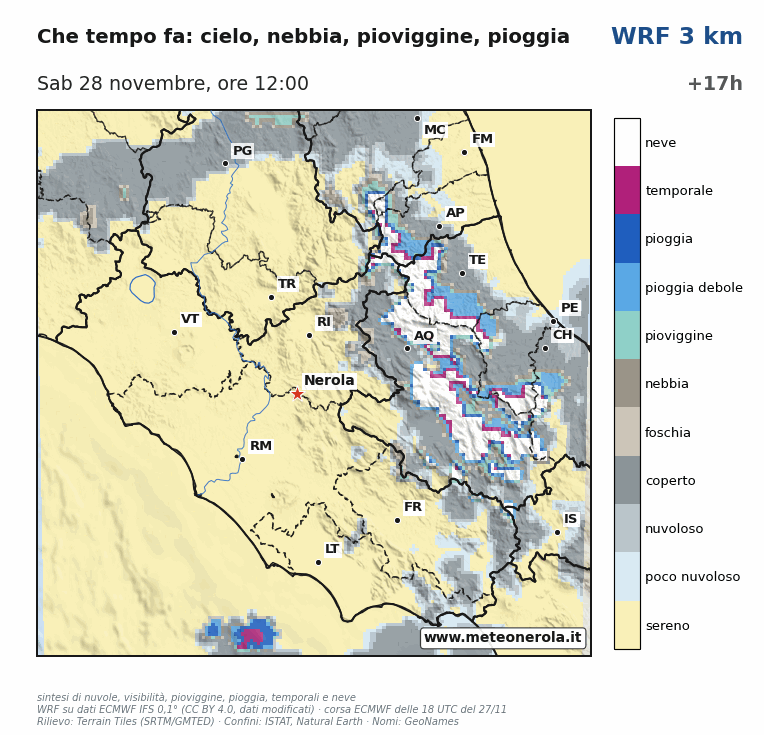 Che tempo fa: cielo, nebbia, pioviggine, pioggia
WRF 3 km
Sab 28 novembre, ore 12:00
+17h
MC
FM
PG
AP
TE
TR
PE
VT
RI
AQ
CH
Nerola
RM
FR
IS
LT
www.meteonerola.it
neve
temporale
pioggia
pioggia debole
pioviggine
nebbia
foschia
coperto
nuvoloso
poco nuvoloso
sereno
sintesi di nuvole, visibilità, pioviggine, pioggia, temporali e neve
WRF su dati ECMWF IFS 0,1° (CC BY 4.0, dati modificati) · corsa ECMWF delle 18 UTC del 27/11
Rilievo: Terrain Tiles (SRTM/GMTED) · Confini: ISTAT, Natural Earth · Nomi: GeoNames